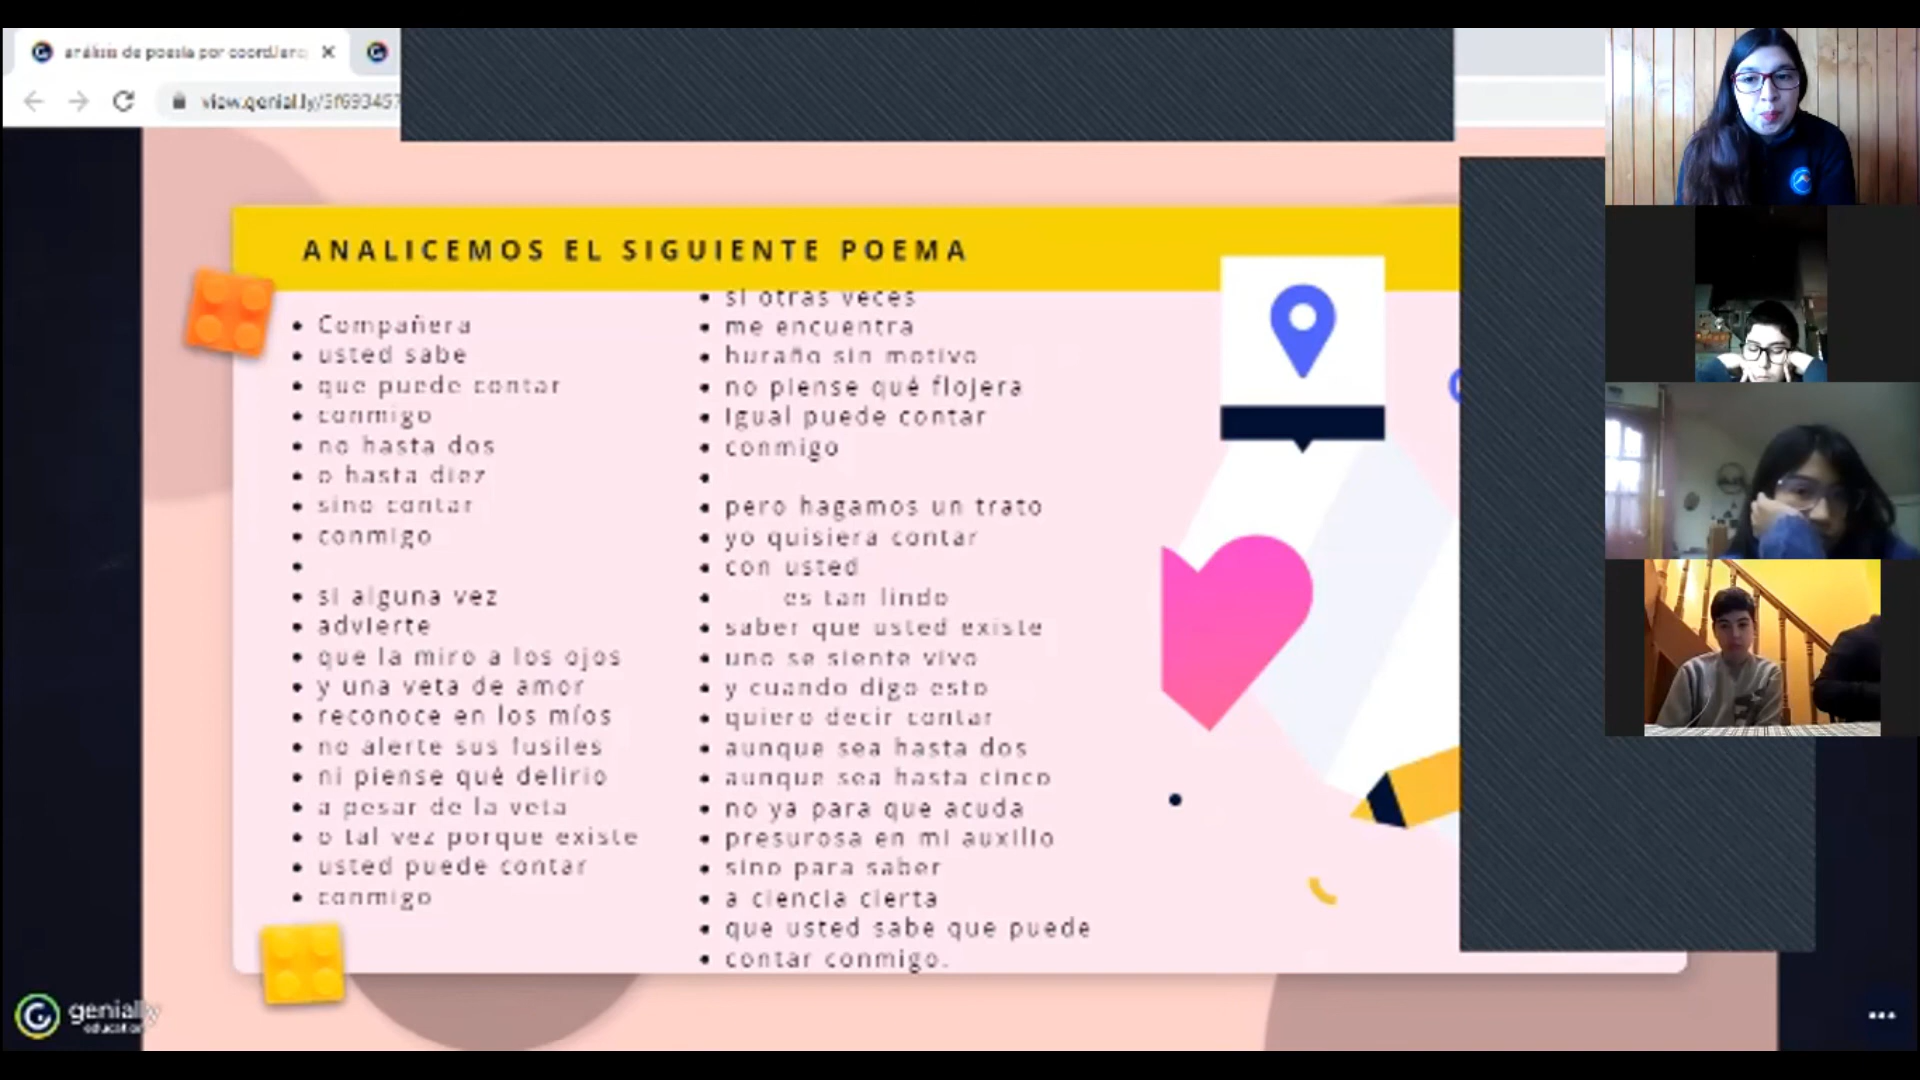 análisis de poesía por coord
view.genial.ly/5f69345
ANALICEMOS EL SIGUIENTE POEMA
Compañera
usted sabe
que puede contar
conmigo
no hasta dos
o hasta diez
sino contar
conmigo
si alguna vez
advierte
que la miro a los ojos
y una veta de amor
reconoce en los míos
no alerte sus fusiles
ni piense qué delirio
a pesar de la veta
o tal vez porque existe
usted puede contar
conmigo
si otras veces
me encuentra
huraño sin motivo
no piense qué flojera
igual puede contar
conmigo
pero hagamos un trato
yo quisiera contar
con usted
es tan lindo
saber que usted existe
uno se siente vivo
y cuando digo esto
quiero decir contar
aunque sea hasta dos
aunque sea hasta cinco
no ya para que acuda
presurosa en mi auxilio
sino para saber
a ciencia cierta
que usted sabe que puede
contar conmigo.
genially
education